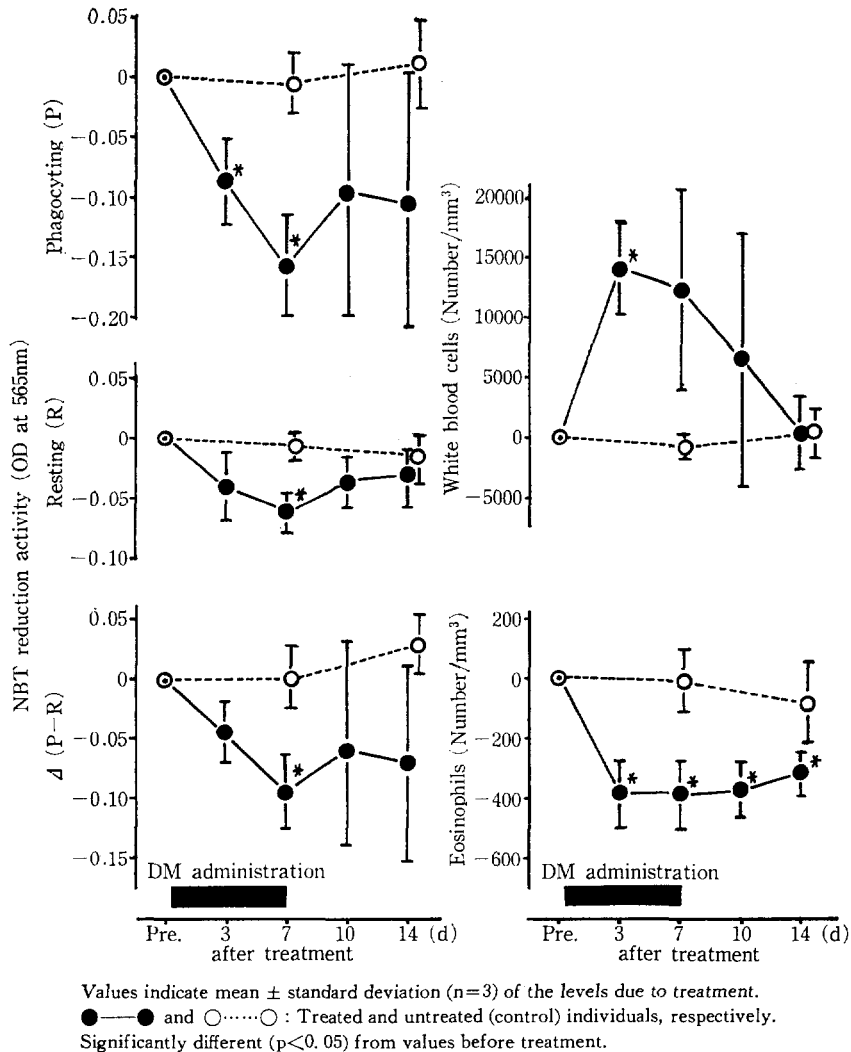 NBT reduction activity (OD at 565nm)
Phagocyting (P)
0.05
0
−0.05
−0.10
−0.15
−0.20
*
*
Resting (R)
0.05
0
−0.05
−0.10
*
Δ (P−R)
0.05
0
−0.05
−0.10
−0.15
*
DM administration
Pre. 3 7 10 14 (d)
after treatment
White blood cells (Number/mm³)
20000
15000
10000
5000
0
−5000
*
Eosinophils (Number/mm³)
200
0
−200
−400
−600
* * * *
DM administration
Pre. 3 7 10 14 (d)
after treatment
Values indicate mean ± standard deviation (n=3) of the levels due to treatment.
●—● and ○……○ : Treated and untreated (control) individuals, respectively.
Significantly different (p<0.05) from values before treatment.